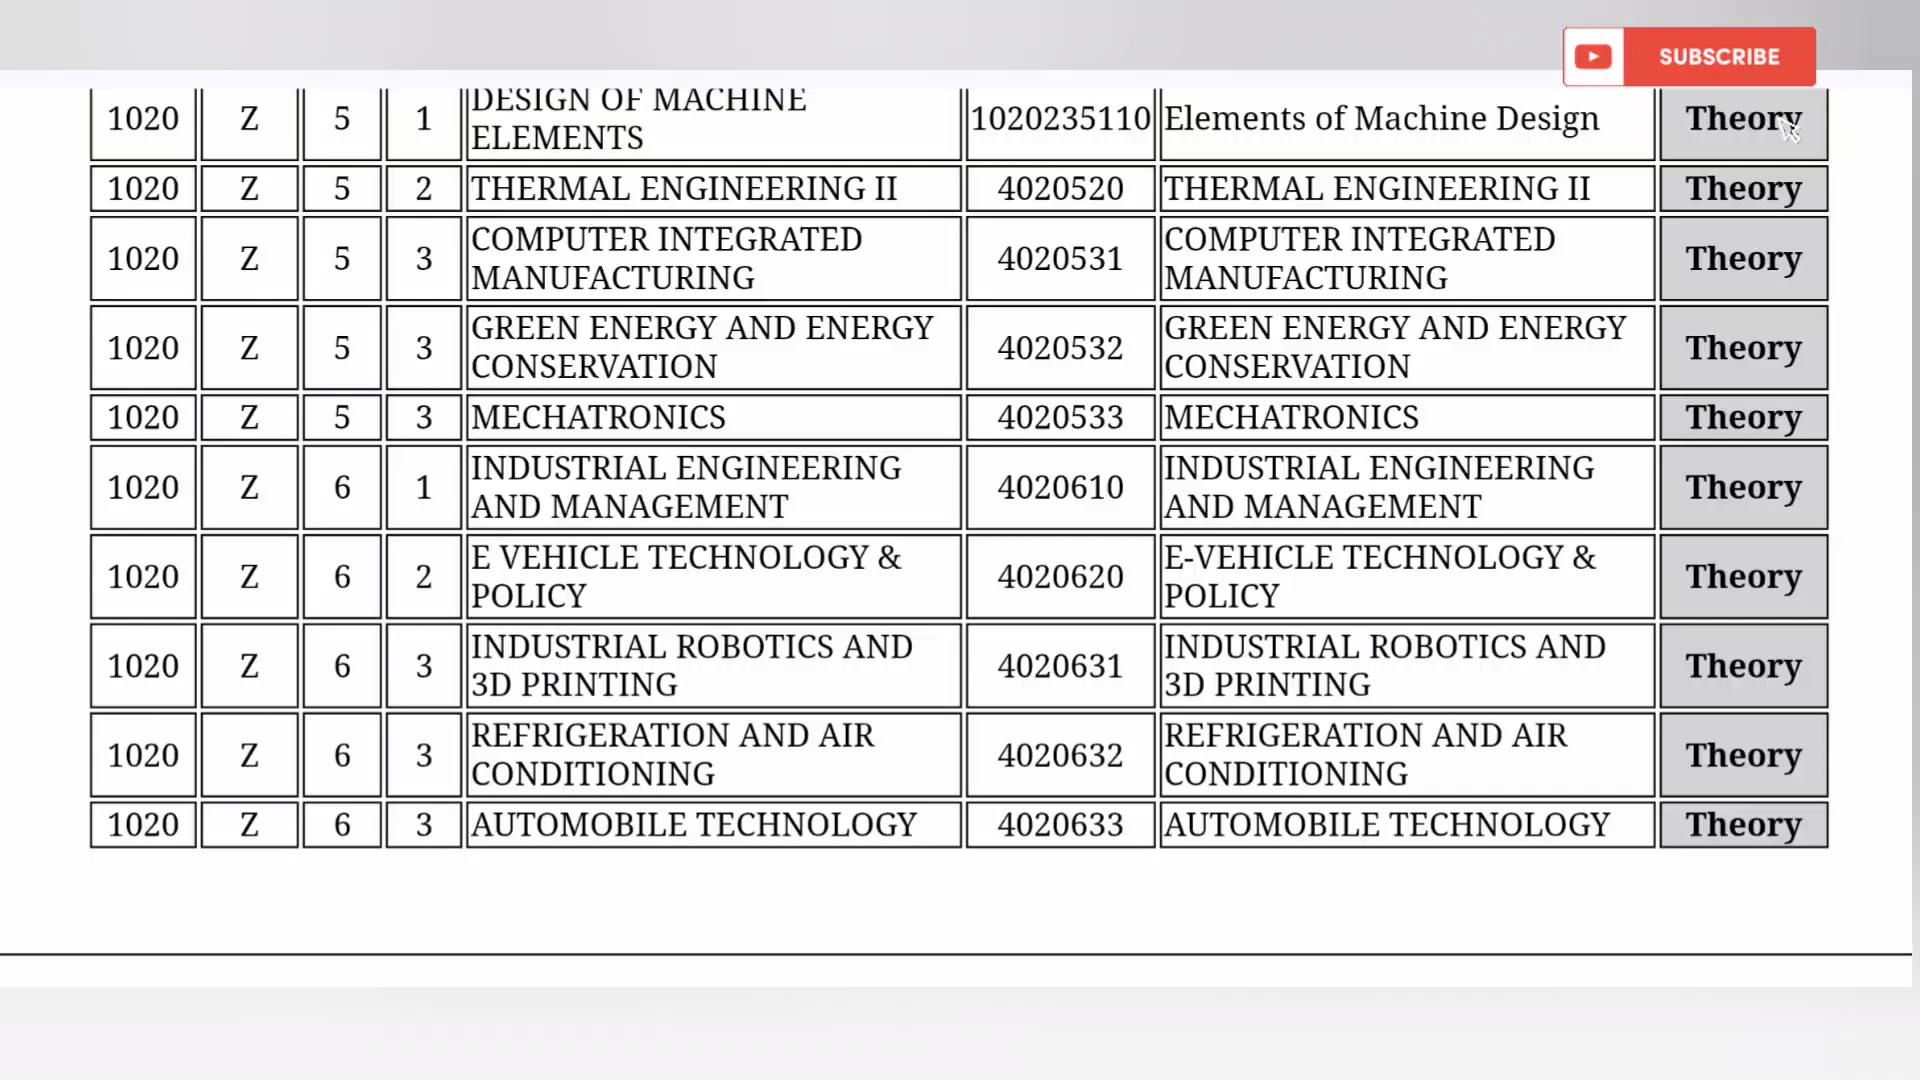 SUBSCRIBE
1020 Z 5 1 DESIGN OF MACHINE ELEMENTS 1020235110 Elements of Machine Design Theory
1020 Z 5 2 THERMAL ENGINEERING II 4020520 THERMAL ENGINEERING II Theory
1020 Z 5 3 COMPUTER INTEGRATED MANUFACTURING 4020531 COMPUTER INTEGRATED MANUFACTURING Theory
1020 Z 5 3 GREEN ENERGY AND ENERGY CONSERVATION 4020532 GREEN ENERGY AND ENERGY CONSERVATION Theory
1020 Z 5 3 MECHATRONICS 4020533 MECHATRONICS Theory
1020 Z 6 1 INDUSTRIAL ENGINEERING AND MANAGEMENT 4020610 INDUSTRIAL ENGINEERING AND MANAGEMENT Theory
1020 Z 6 2 E VEHICLE TECHNOLOGY & POLICY 4020620 E-VEHICLE TECHNOLOGY & POLICY Theory
1020 Z 6 3 INDUSTRIAL ROBOTICS AND 3D PRINTING 4020631 INDUSTRIAL ROBOTICS AND 3D PRINTING Theory
1020 Z 6 3 REFRIGERATION AND AIR CONDITIONING 4020632 REFRIGERATION AND AIR CONDITIONING Theory
1020 Z 6 3 AUTOMOBILE TECHNOLOGY 4020633 AUTOMOBILE TECHNOLOGY Theory